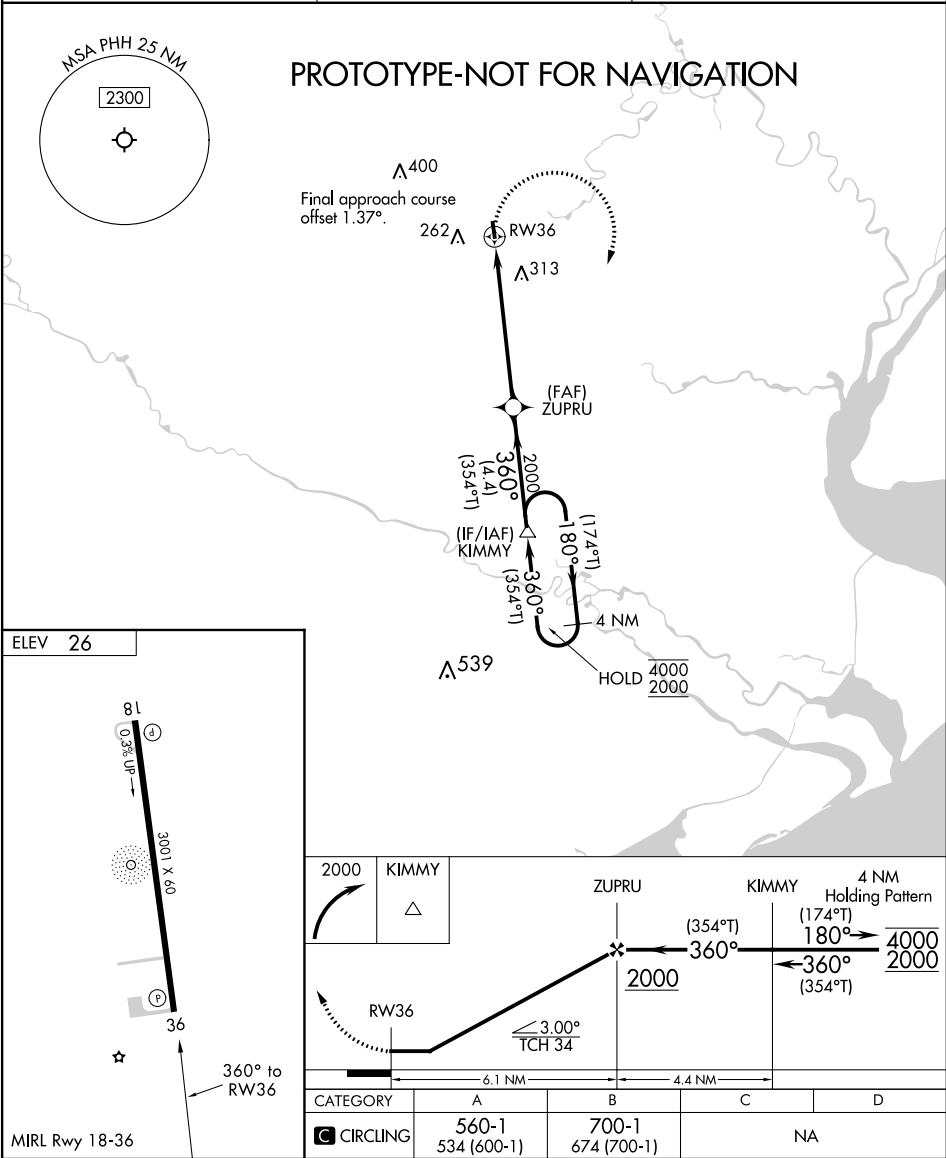 MSA PHH 25 NM
2300
PROTOTYPE-NOT FOR NAVIGATION
400
Final approach course
offset 1.37°.
262
RW36
313
(FAF)
ZUPRU
2000
360°
(4.4)
(354°T)
(IF/IAF)
KIMMY
(174°T)
180°
360°
(354°T)
4 NM
HOLD
4000
2000
539
ELEV 26
18
P
0.3% UP
3001 X 60
P
36
360° to
RW36
MIRL Rwy 18-36
2000
KIMMY
ZUPRU
KIMMY
4 NM
Holding Pattern
(354°T)
360°
(174°T)
180°
4000
2000
360°
(354°T)
2000
RW36
3.00°
TCH 34
6.1 NM
4.4 NM
CATEGORY A B C D
C CIRCLING 560-1 700-1 NA
534 (600-1) 674 (700-1)